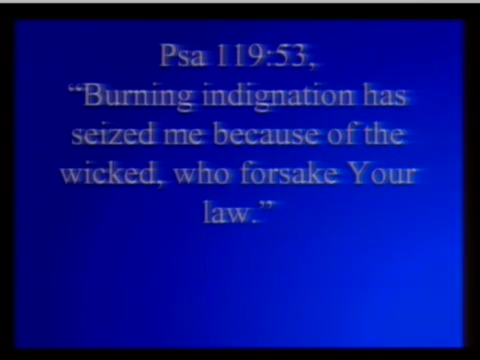 Psa 119:53,
“Burning indignation has
seized me because of the
wicked, who forsake Your
law.”